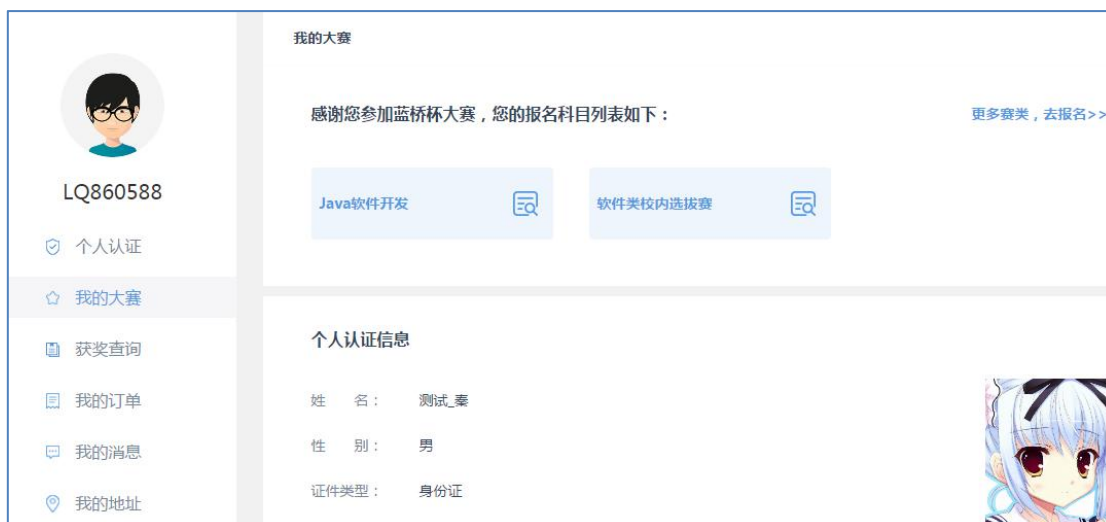 我的大赛
感谢您参加蓝桥杯大赛，您的报名科目列表如下：
更多赛类，去报名>>
Java软件开发
软件类校内选拔赛
LQ860588
个人认证
我的大赛
获奖查询
我的订单
我的消息
我的地址
个人认证信息
姓 名： 测试_秦
性 别： 男
证件类型： 身份证